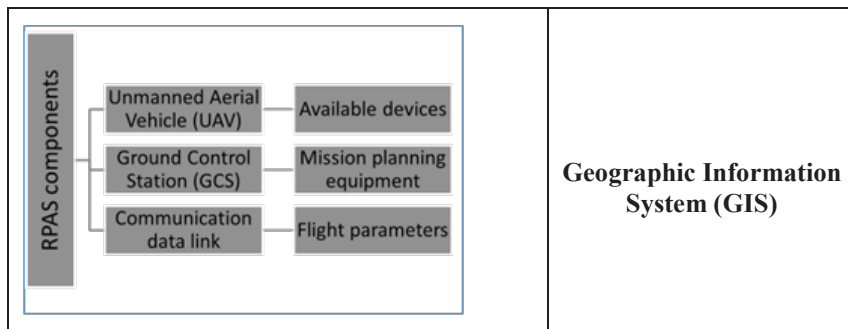 RPAS components
Unmanned Aerial
Vehicle (UAV)
Available devices
Ground Control
Station (GCS)
Mission planning
equipment
Communication
data link
Flight parameters
Geographic Information
System (GIS)